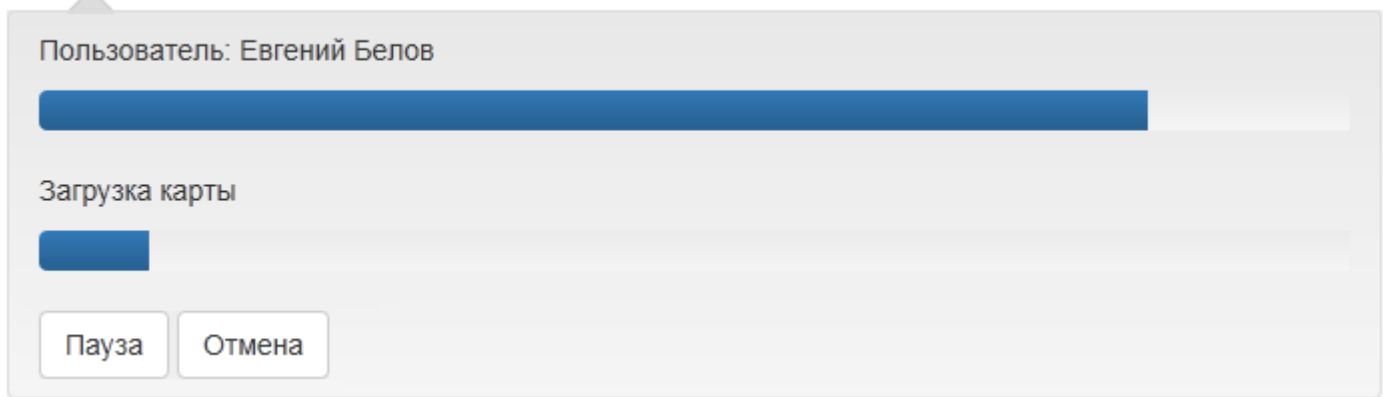 Пользователь: Евгений Белов
Загрузка карты
Пауза Отмена